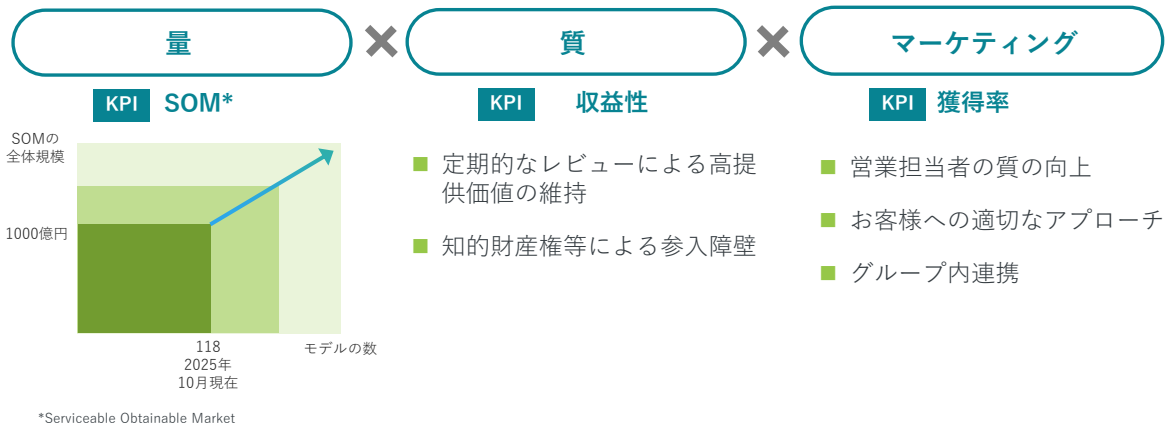 量
×
質
×
マーケティング
KPI SOM*
KPI 収益性
KPI 獲得率
SOMの
全体規模
1000億円
118
2025年
10月現在
モデルの数
■ 定期的なレビューによる高提
供価値の維持
■ 知的財産権等による参入障壁
■ 営業担当者の質の向上
■ お客様への適切なアプローチ
■ グループ内連携
*Serviceable Obtainable Market